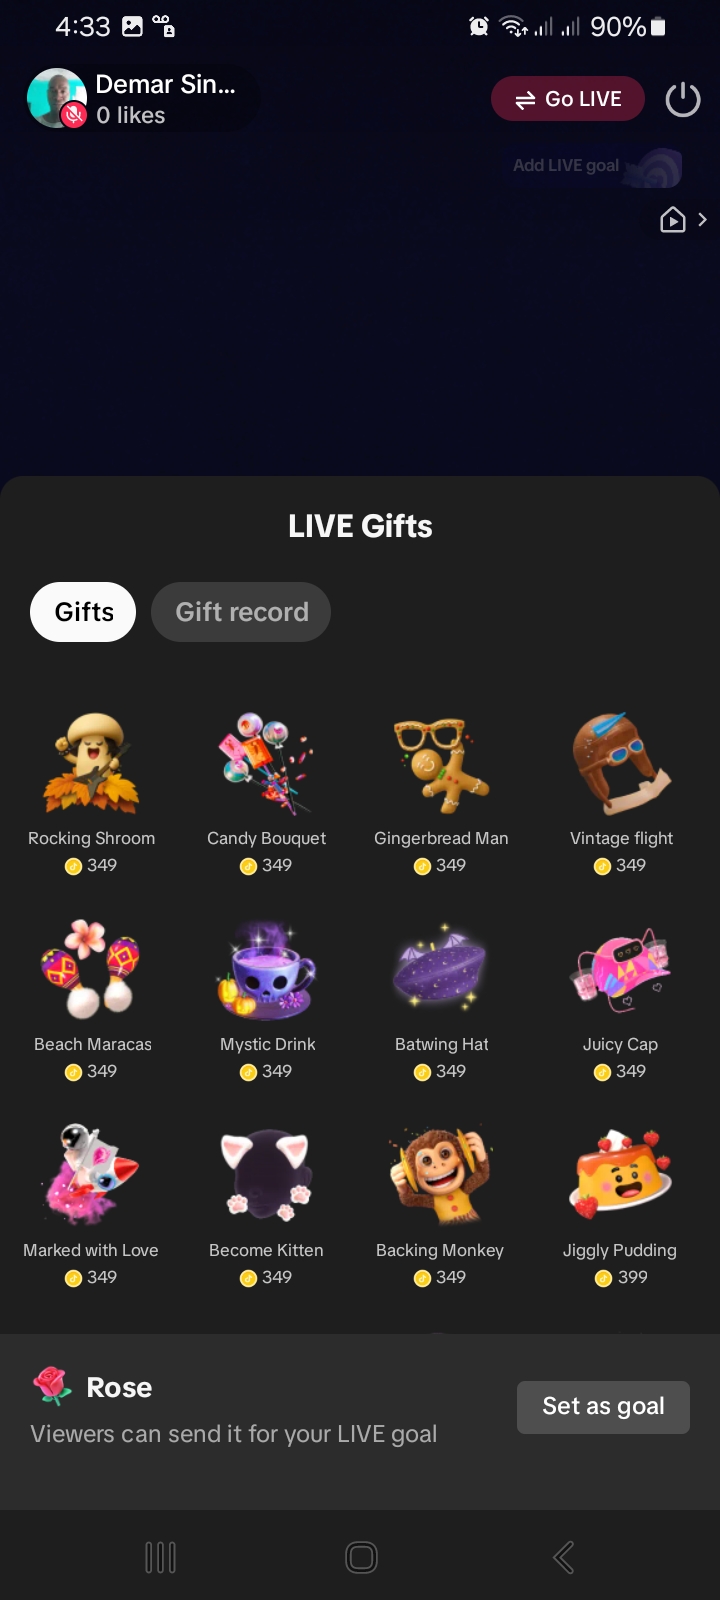 4:33
90%
Demar Sin...
0 likes
Go LIVE
Add LIVE goal
LIVE Gifts
Gifts
Gift record
Rocking Shroom
Candy Bouquet
Gingerbread Man
Vintage flight
349
349
349
349
Beach Maracas
Mystic Drink
Batwing Hat
Juicy Cap
349
349
349
349
Marked with Love
Become Kitten
Backing Monkey
Jiggly Pudding
349
349
349
399
Rose
Viewers can send it for your LIVE goal
Set as goal